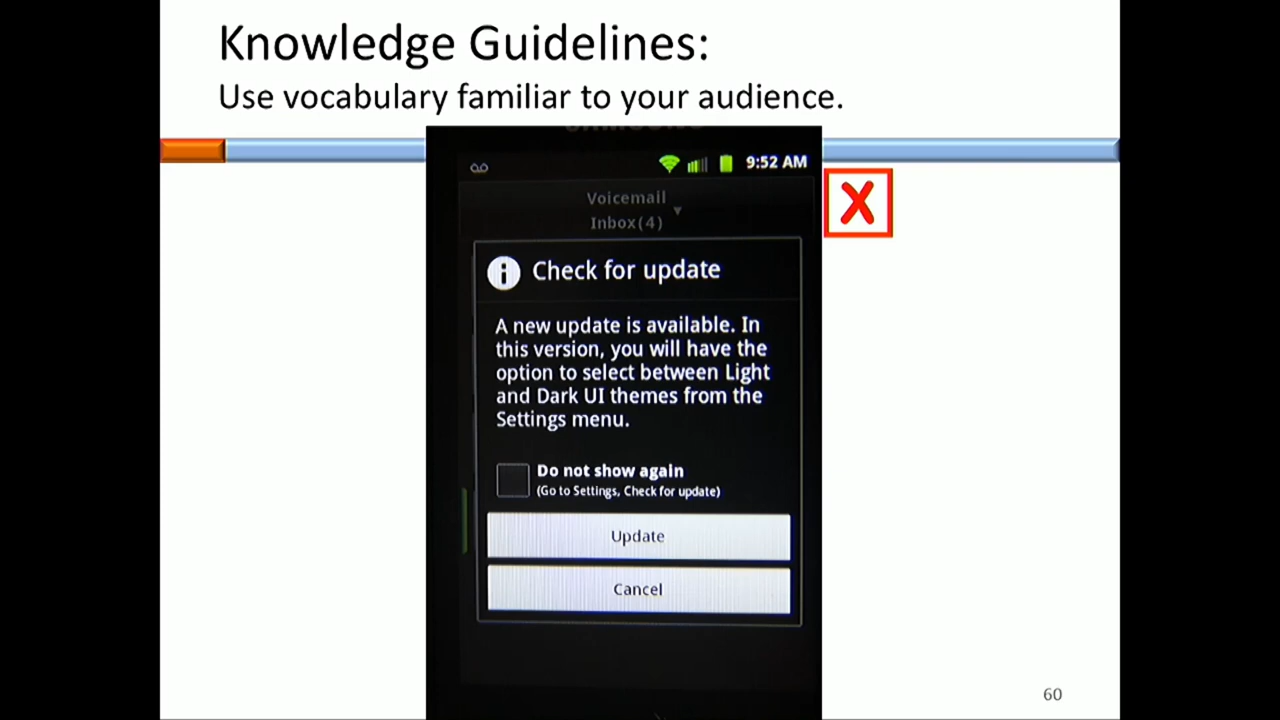 Knowledge Guidelines:
Use vocabulary familiar to your audience.
9:52 AM
Voicemail
Inbox(4)
Check for update
A new update is available. In
this version, you will have the
option to select between Light
and Dark UI themes from the
Settings menu.
Do not show again
(Go to Settings, Check for update)
Update
Cancel
60